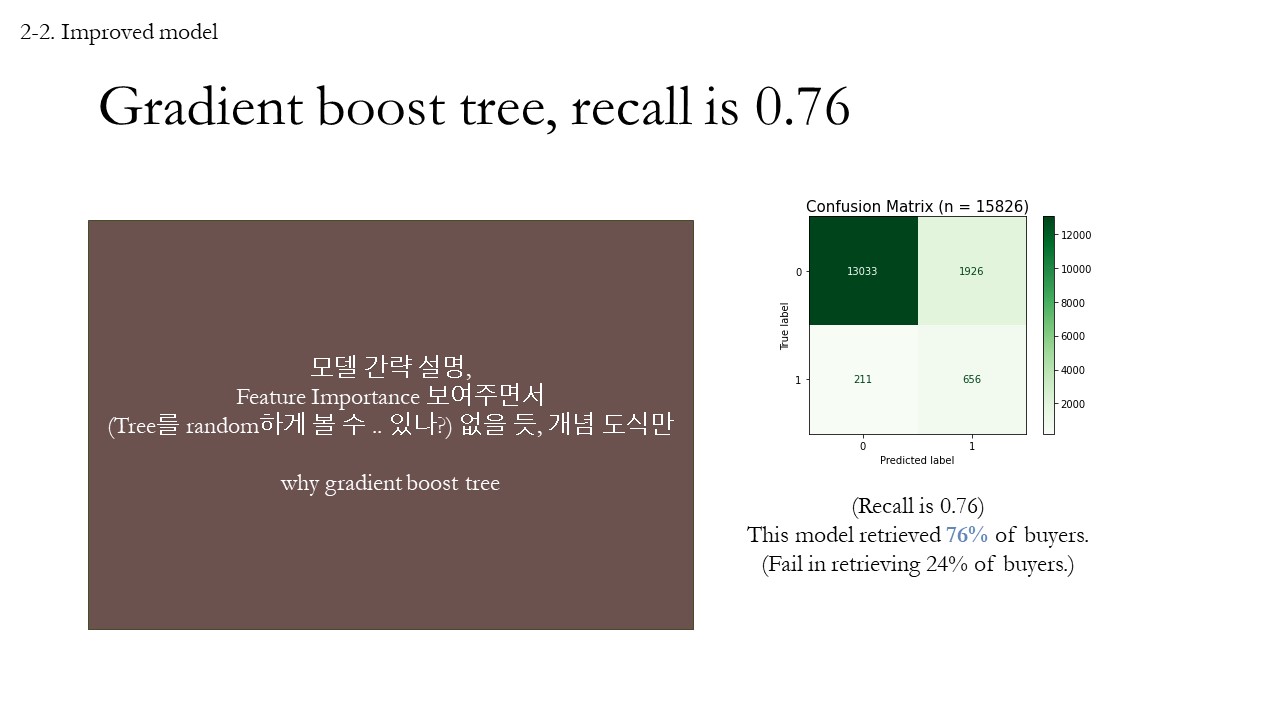 2-2. Improved model
Gradient boost tree, recall is 0.76
모델 간략 설명,
Feature Importance 보여주면서
(Tree를 random하게 볼 수 .. 있나?) 없을 듯, 개념 도식만
why gradient boost tree
Confusion Matrix (n = 15826)
True label
0
13033
1926
1
211
656
0
1
Predicted label
12000
10000
8000
6000
4000
2000
(Recall is 0.76)
This model retrieved 76% of buyers.
(Fail in retrieving 24% of buyers.)